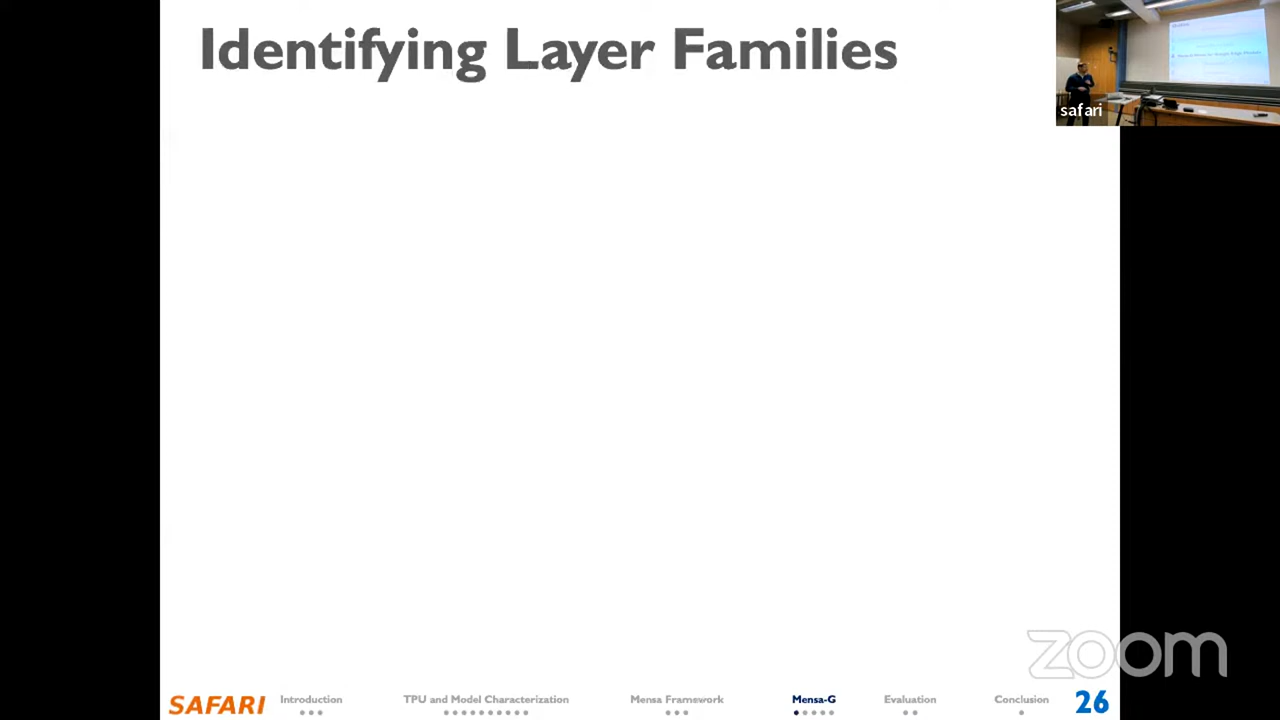 Identifying Layer Families
safari
zoom
SAFARI
Introduction
TPU and Model Characterization
Mensa Framework
Mensa-G
Evaluation
Conclusion
26